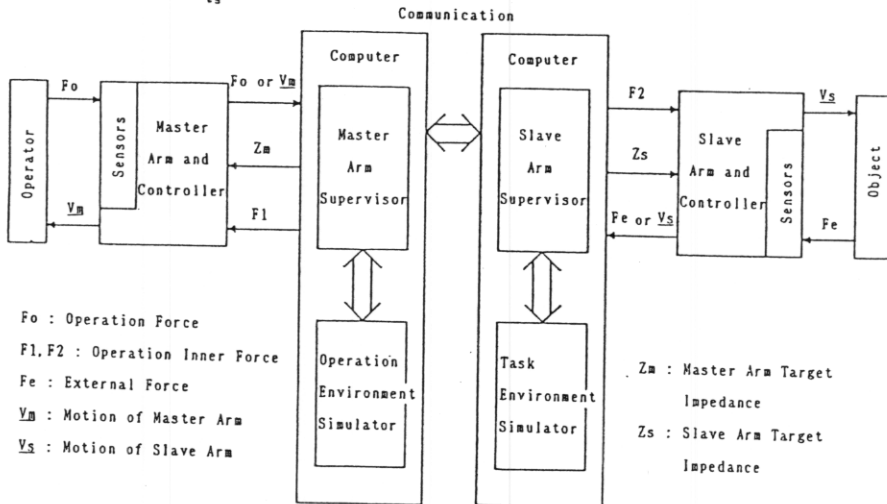 Communication
Computer
Computer
Operator
Fo
Vm
Sensors
Master
Arm and
Controller
Fo or Vm
Zm
F1
Master
Arm
Supervisor
Operation
Environment
Simulator
Slave
Arm
Supervisor
Task
Environment
Simulator
F2
Zs
Fe or Vs
Slave
Arm and
Controller
Sensors
Vs
Fe
Object
Fo : Operation Force
F1, F2 : Operation Inner Force
Fe : External Force
Vm : Motion of Master Arm
Vs : Motion of Slave Arm
Zm : Master Arm Target
Impedance
Zs : Slave Arm Target
Impedance